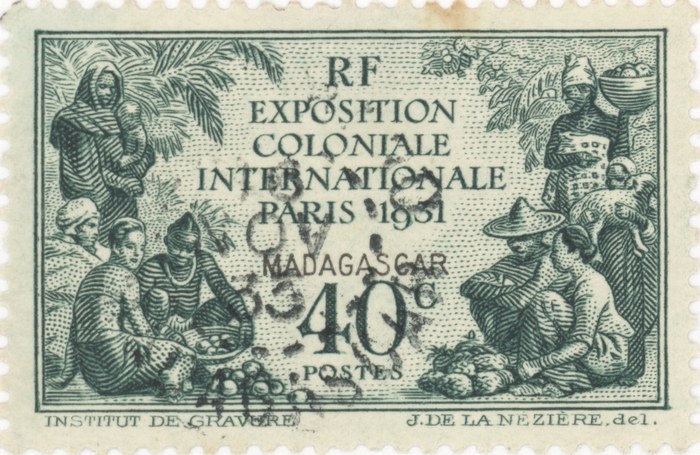 RF
EXPOSITION
COLONIALE
INTERNATIONALE
PARIS 1931
MADAGASCAR
40c
POSTES
INSTITUT DE GRAVURE
J. DE LA NEZIÈRE. del.